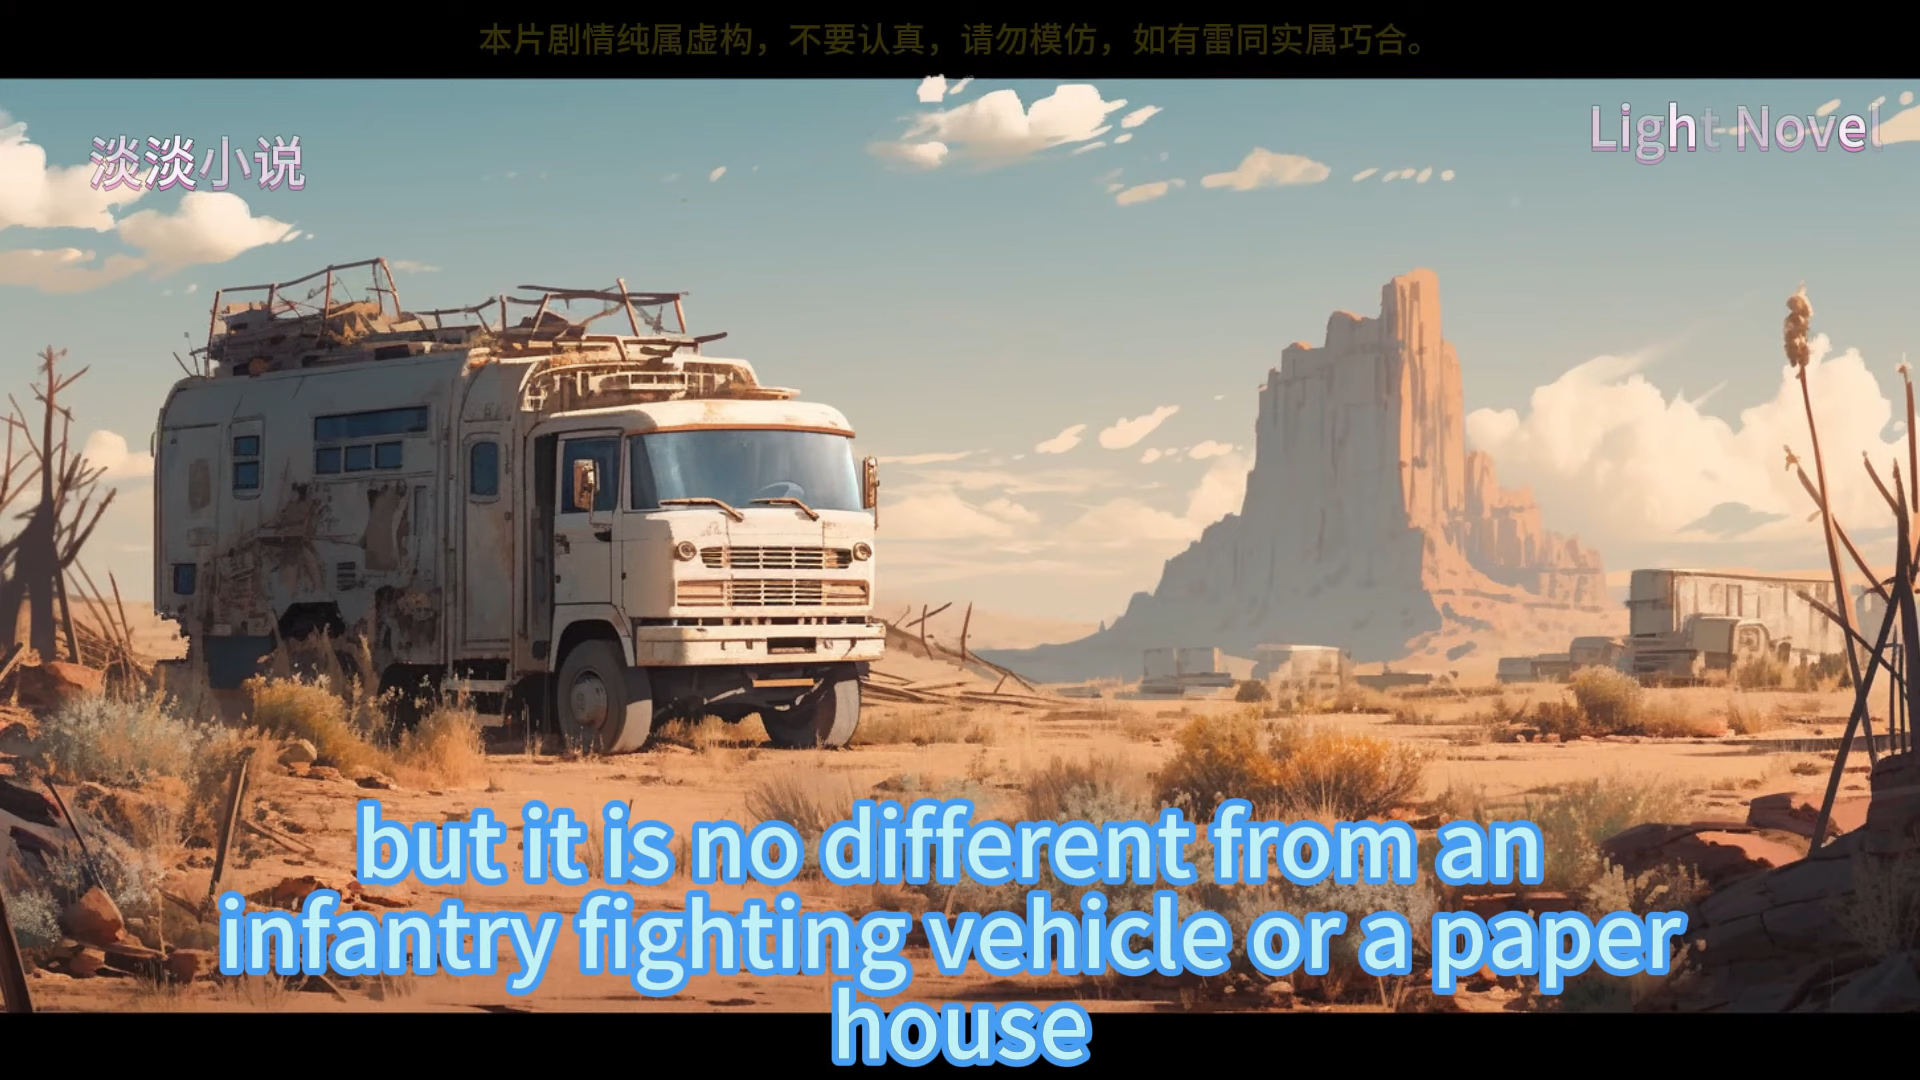 本片剧情纯属虚构，不要认真，请勿模仿，如有雷同实属巧合。
淡淡小说
Light Novel
but it is no different from an
infantry fighting vehicle or a paper
house